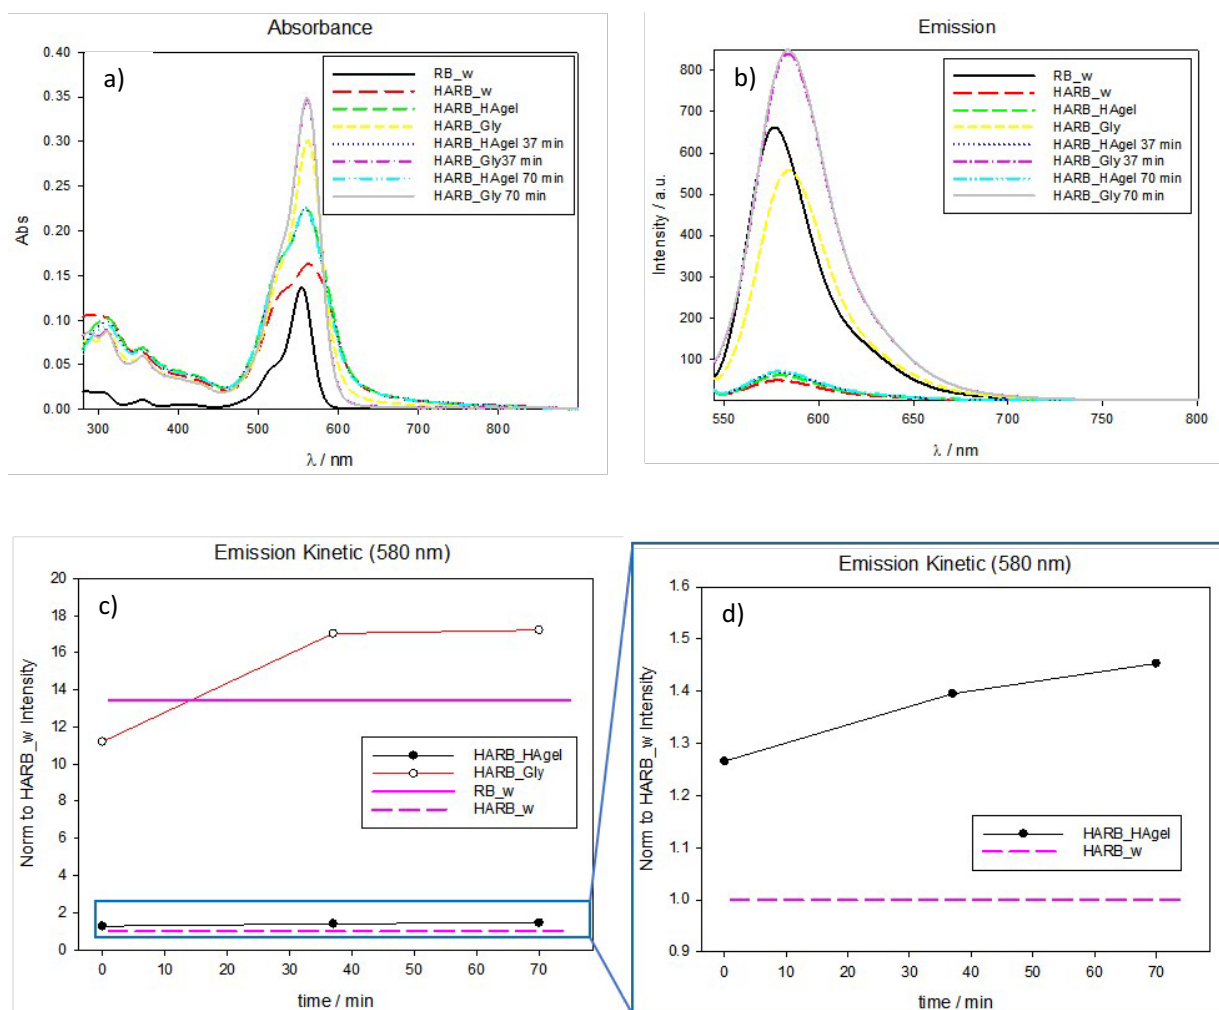 Absorbance
a)
0.40
0.35
0.30
0.25
0.20
0.15
0.10
0.05
0.00
Abs
300 400 500 600 700 800
λ / nm
RB_w
HARB_w
HARB_HAgel
HARB_Gly
HARB_HAgel 37 min
HARB_Gly37 min
HARB_HAgel 70 min
HARB_Gly 70 min
Emission
b)
800
700
600
500
400
300
200
100
Intensity / a.u.
550 600 650 700 750 800
λ / nm
RB_w
HARB_w
HARB_HAgel
HARB_Gly
HARB_HAgel 37 min
HARB_Gly 37 min
HARB_HAgel 70 min
HARB_Gly 70 min
Emission Kinetic (580 nm)
c)
20
18
16
14
12
10
8
6
4
2
0
Norm to HARB_w Intensity
0 10 20 30 40 50 60 70
time / min
HARB_HAgel
HARB_Gly
RB_w
HARB_w
Emission Kinetic (580 nm)
d)
1.6
1.5
1.4
1.3
1.2
1.1
1.0
0.9
Norm to HARB_w Intensity
0 10 20 30 40 50 60 70
time / min
HARB_HAgel
HARB_w